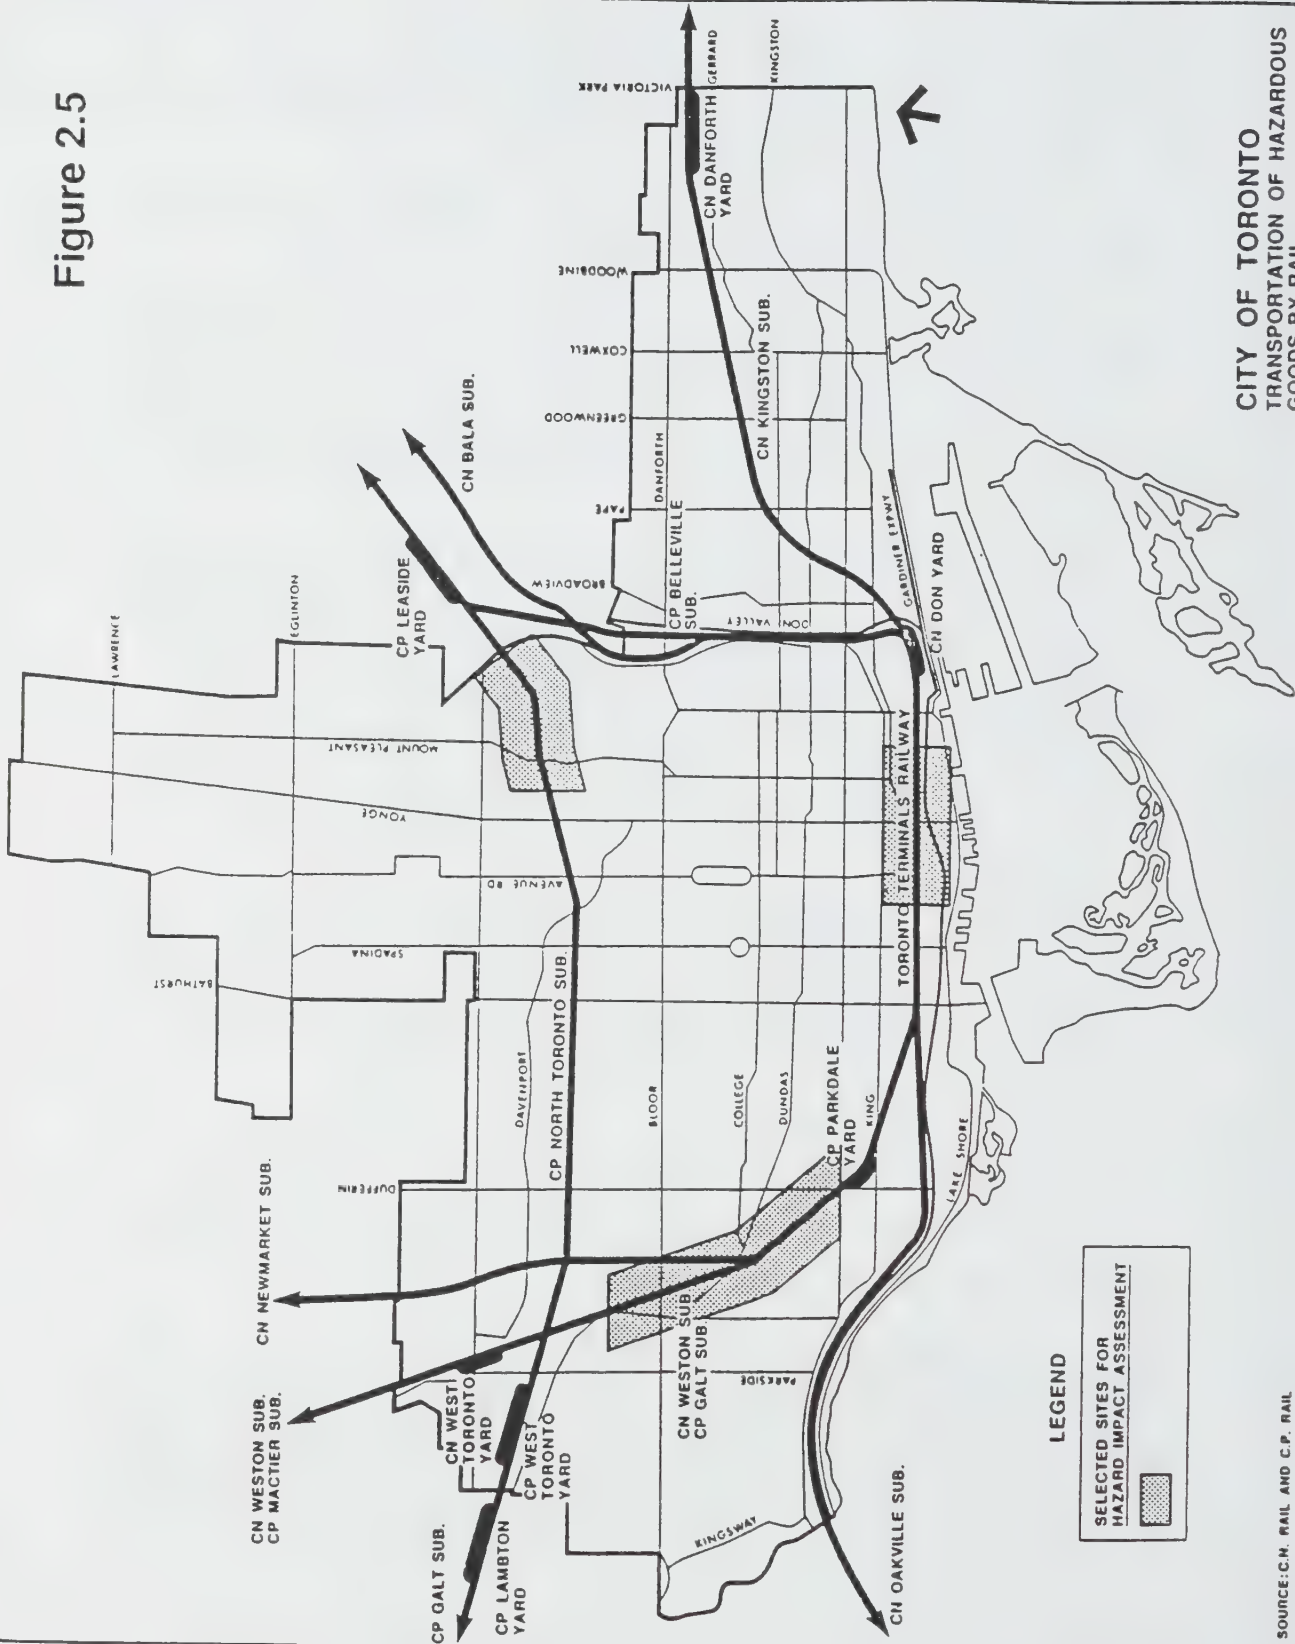 Figure 2.5
LAWRENCE
EGLINTON
MOUNT PLEASANT
YONGE
AVENUE RD
SPADINA
BATHURST
CP LEASIDE
YARD
CN BALA SUB.
BROADVIEW
PAPE
DANFORTH
GREENWOOD
COXWELL
WOODBINE
VICTORIA PARK
GERRARD
KINGSTON
CN DANFORTH
YARD
CN KINGSTON SUB.
CP BELLEVILLE
SUB.
DON VALLEY
GARDINER EXPWY
CN DON YARD
TORONTO TERMINALS RAILWAY
CN NEWMARKET SUB.
CN WESTON SUB.
CP MACTIER SUB.
DUFFERIN
DAVENPORT
CP NORTH TORONTO SUB.
BLOOR
COLLEGE
DUNDAS
CP PARKDALE
YARD
KING
LAKE SHORE
CN WEST
TORONTO
YARD
CP WEST
TORONTO
YARD
CP GALT SUB.
CP LAMBTON
YARD
CN WESTON SUB.
CP GALT SUB.
PARKSIDE
KINGSWAY
CN OAKVILLE SUB.
LEGEND
SELECTED SITES FOR
HAZARD IMPACT ASSESSMENT
CITY OF TORONTO
TRANSPORTATION OF HAZARDOUS
GOODS BY RAIL
SOURCE: C.N. RAIL AND C.P. RAIL